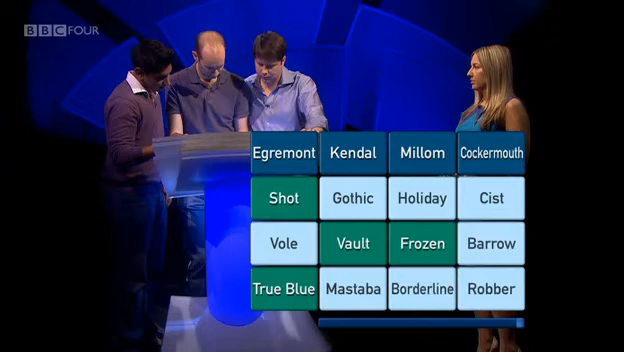 BBC FOUR
Egremont Kendal Millom Cockermouth
Shot Gothic Holiday Cist
Vole Vault Frozen Barrow
True Blue Mastaba Borderline Robber